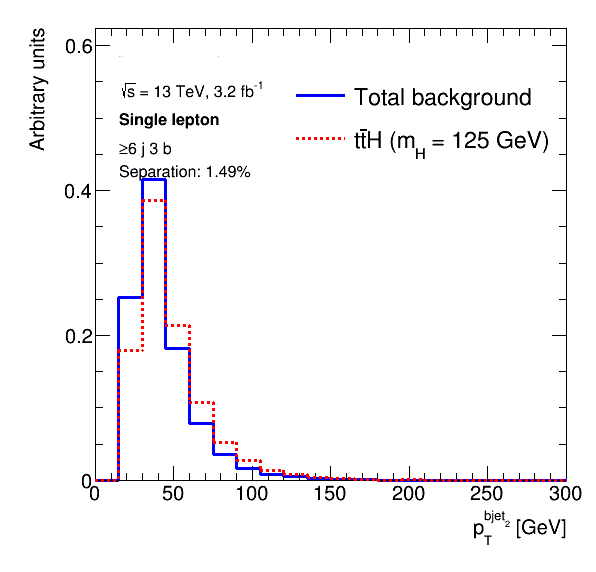 Arbitrary units
0.6
0.4
0.2
0
√s = 13 TeV, 3.2 fb⁻¹
Single lepton
≥6 j 3 b
Separation: 1.49%
Total background
tt̄H (m_H = 125 GeV)
0 50 100 150 200 250 300
p_T^{bjet_2} [GeV]